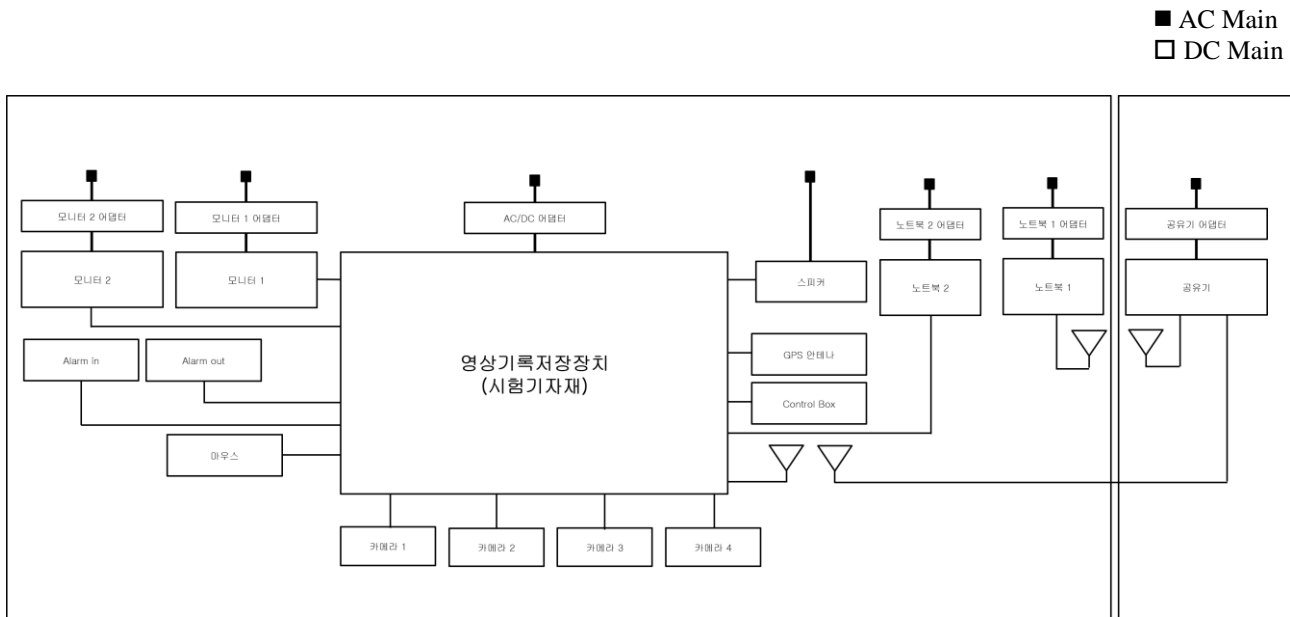 ■ AC Main
□ DC Main
모니터 2 어댑터
모니터 1 어댑터
AC/DC 어댑터
노트북 2 어댑터
노트북 1 어댑터
공유기 어댑터
모니터 2
모니터 1
스피커
노트북 2
노트북 1
공유기
Alarm in
Alarm out
영상기록저장장치
(시험기자재)
GPS 안테나
Control Box
마우스
카메라 1
카메라 2
카메라 3
카메라 4